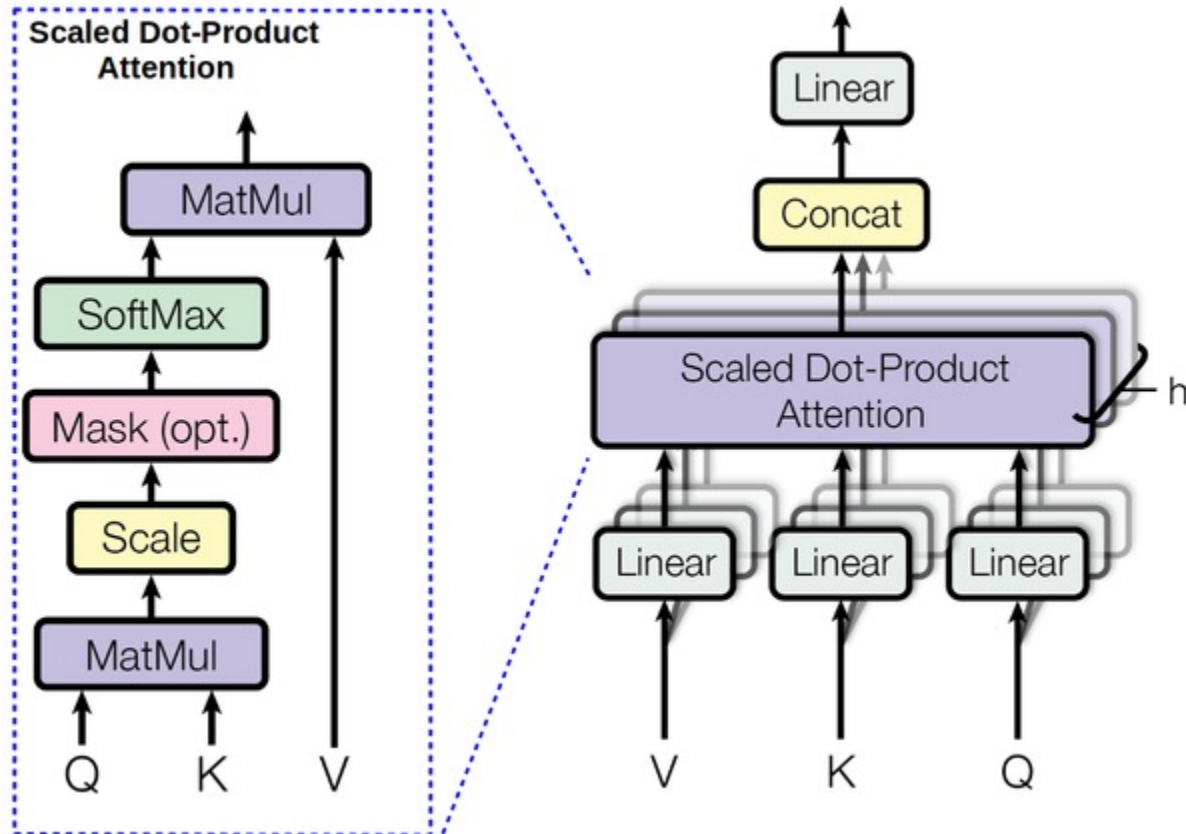 Scaled Dot-Product
Attention
MatMul
SoftMax
Mask (opt.)
Scale
MatMul
Q K V
Linear
Concat
Scaled Dot-Product
Attention
h
Linear Linear Linear
V K Q